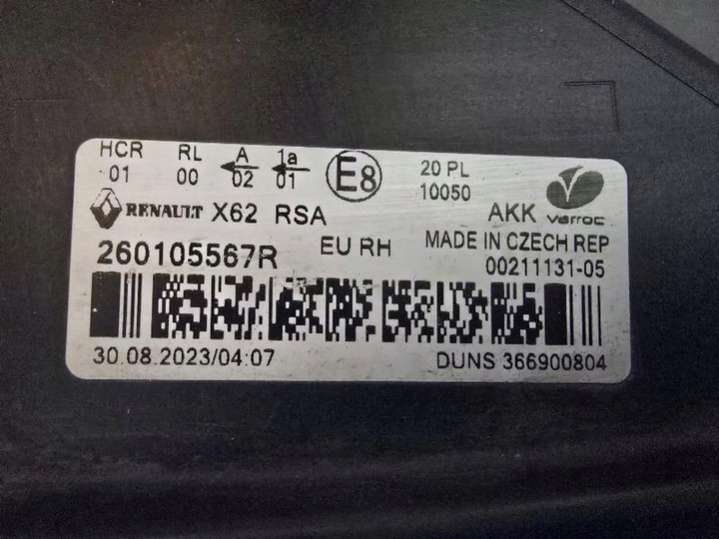 HCR RL A 1a E8 20 PL
01 00 02 01 10050
RENAULT X62 RSA AKK varroc
260105567R EU RH MADE IN CZECH REP
00211131-05
30.08.2023/04:07 DUNS 366900804